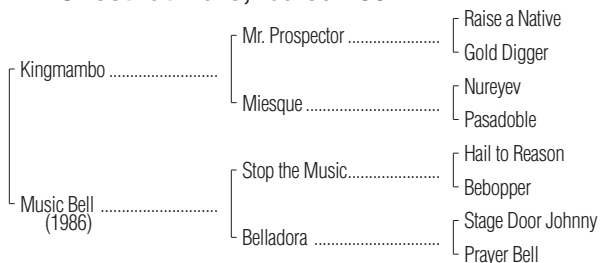 Raise a Native
Mr. Prospector ........................
Gold Digger
Kingmambo ............................
Nureyev
Miesque ..................................
Pasadoble
Hail to Reason
Stop the Music.......................
Bebopper
Music Bell ..............................
(1986)
Stage Door Johnny
Belladora ................................
Prayer Bell